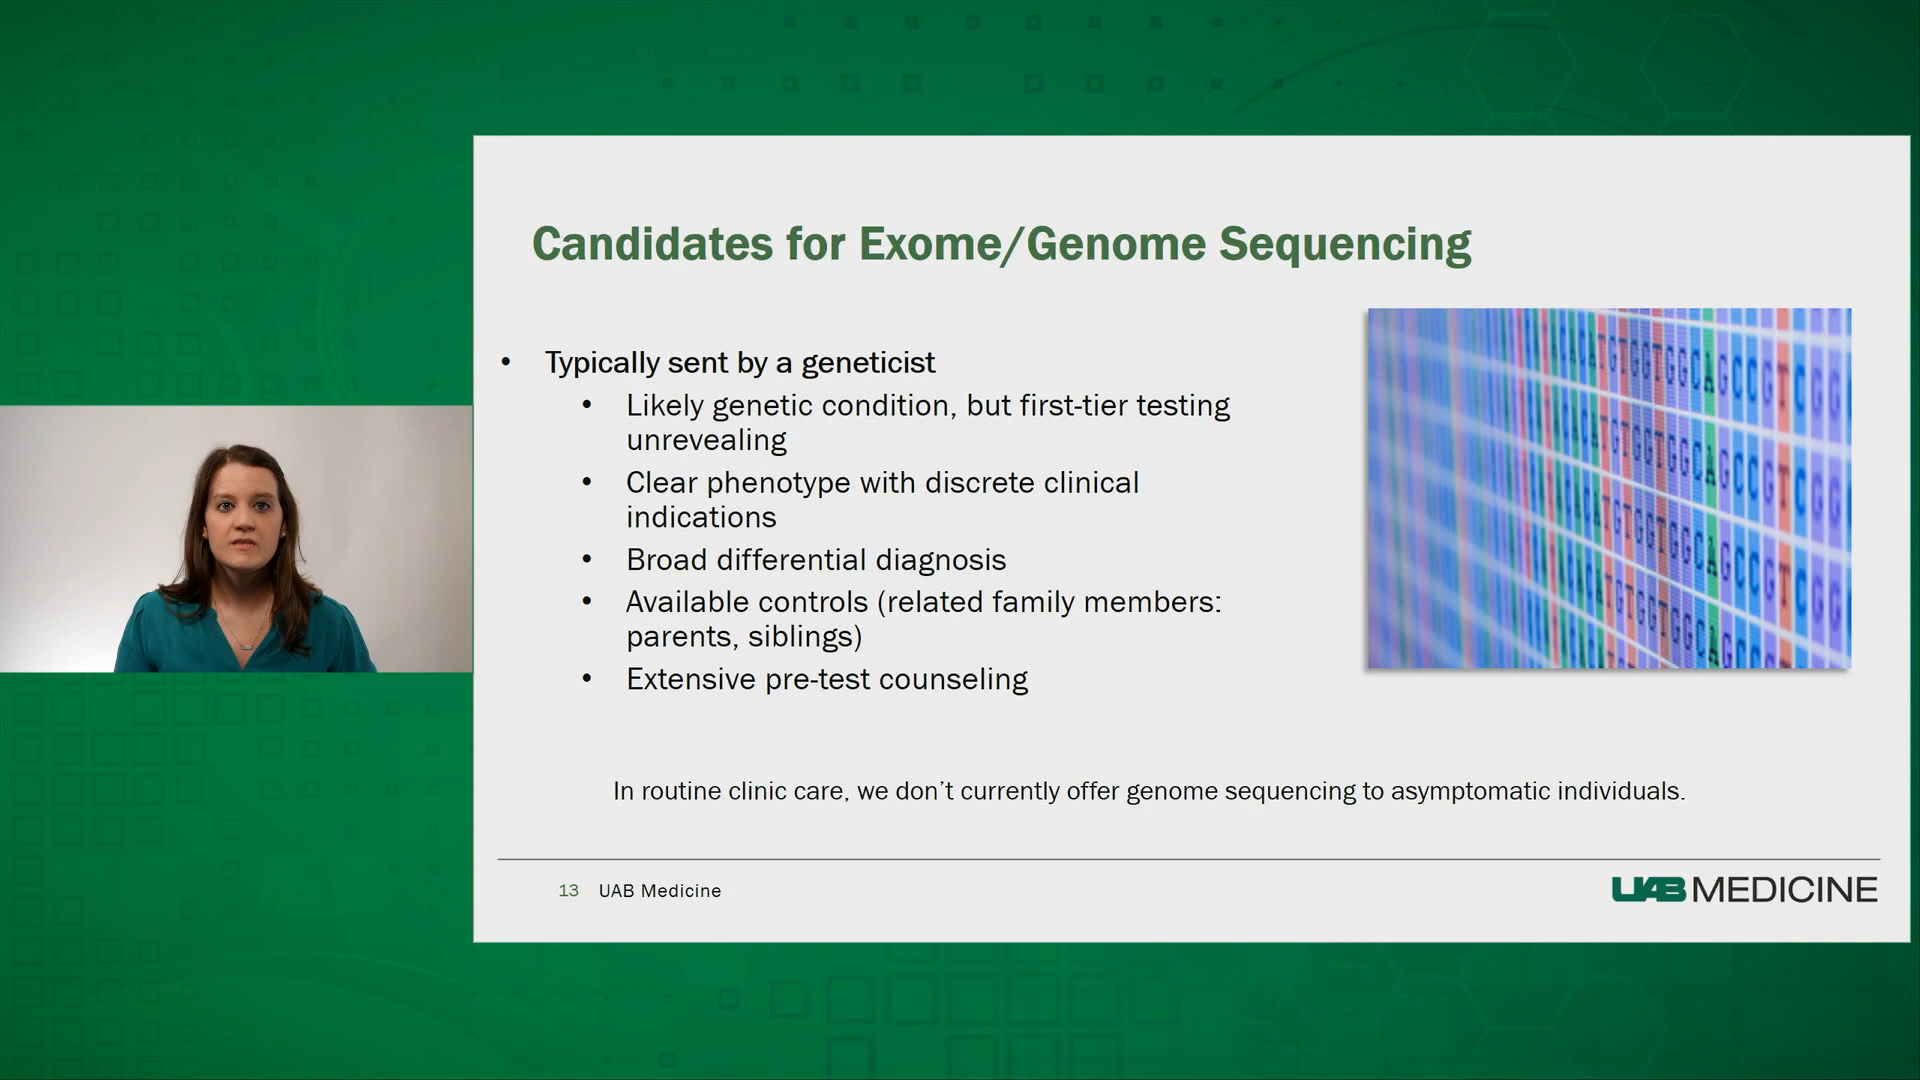 Candidates for Exome/Genome Sequencing
• Typically sent by a geneticist
• Likely genetic condition, but first-tier testing
unrevealing
• Clear phenotype with discrete clinical
indications
• Broad differential diagnosis
• Available controls (related family members:
parents, siblings)
• Extensive pre-test counseling
In routine clinic care, we don’t currently offer genome sequencing to asymptomatic individuals.
13 UAB Medicine
UAB MEDICINE